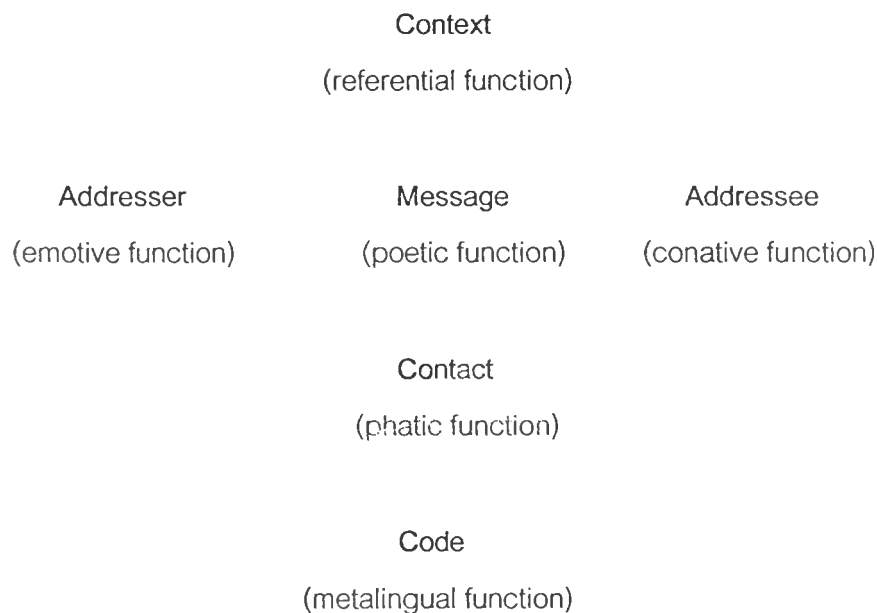 Context
(referential function)
Addresser Message Addressee
(emotive function) (poetic function) (conative function)
Contact
(phatic function)
Code
(metalingual function)